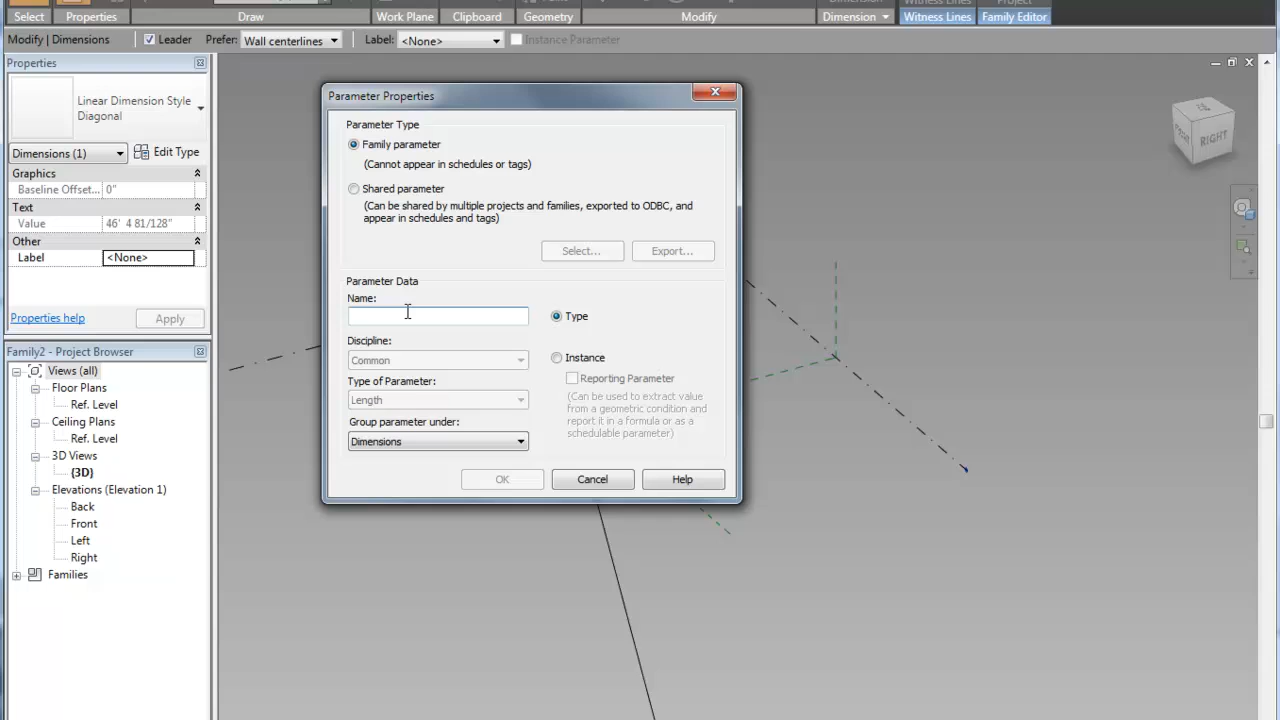 Dimension
Witness Lines
Project
Select
Properties
Draw
Work Plane
Clipboard
Geometry
Modify
Dimension
Witness Lines
Family Editor
Modify | Dimensions
Leader
Prefer:
Wall centerlines
Label:
<None>
Instance Parameter
Properties
Linear Dimension Style
Diagonal
Dimensions (1)
Edit Type
Graphics
Baseline Offset...
0"
Text
Value
46' 4 81/128"
Other
Label
<None>
Properties help
Apply
Family2 - Project Browser
Views (all)
Floor Plans
Ref. Level
Ceiling Plans
Ref. Level
3D Views
{3D}
Elevations (Elevation 1)
Back
Front
Left
Right
Families
Parameter Properties
Parameter Type
Family parameter
(Cannot appear in schedules or tags)
Shared parameter
(Can be shared by multiple projects and families, exported to ODBC, and
appear in schedules and tags)
Select...
Export...
Parameter Data
Name:
Type
Discipline:
Common
Instance
Type of Parameter:
Reporting Parameter
Length
(Can be used to extract value
from a geometric condition and
report it in a formula or as a
schedulable parameter)
Group parameter under:
Dimensions
OK
Cancel
Help
RIGHT